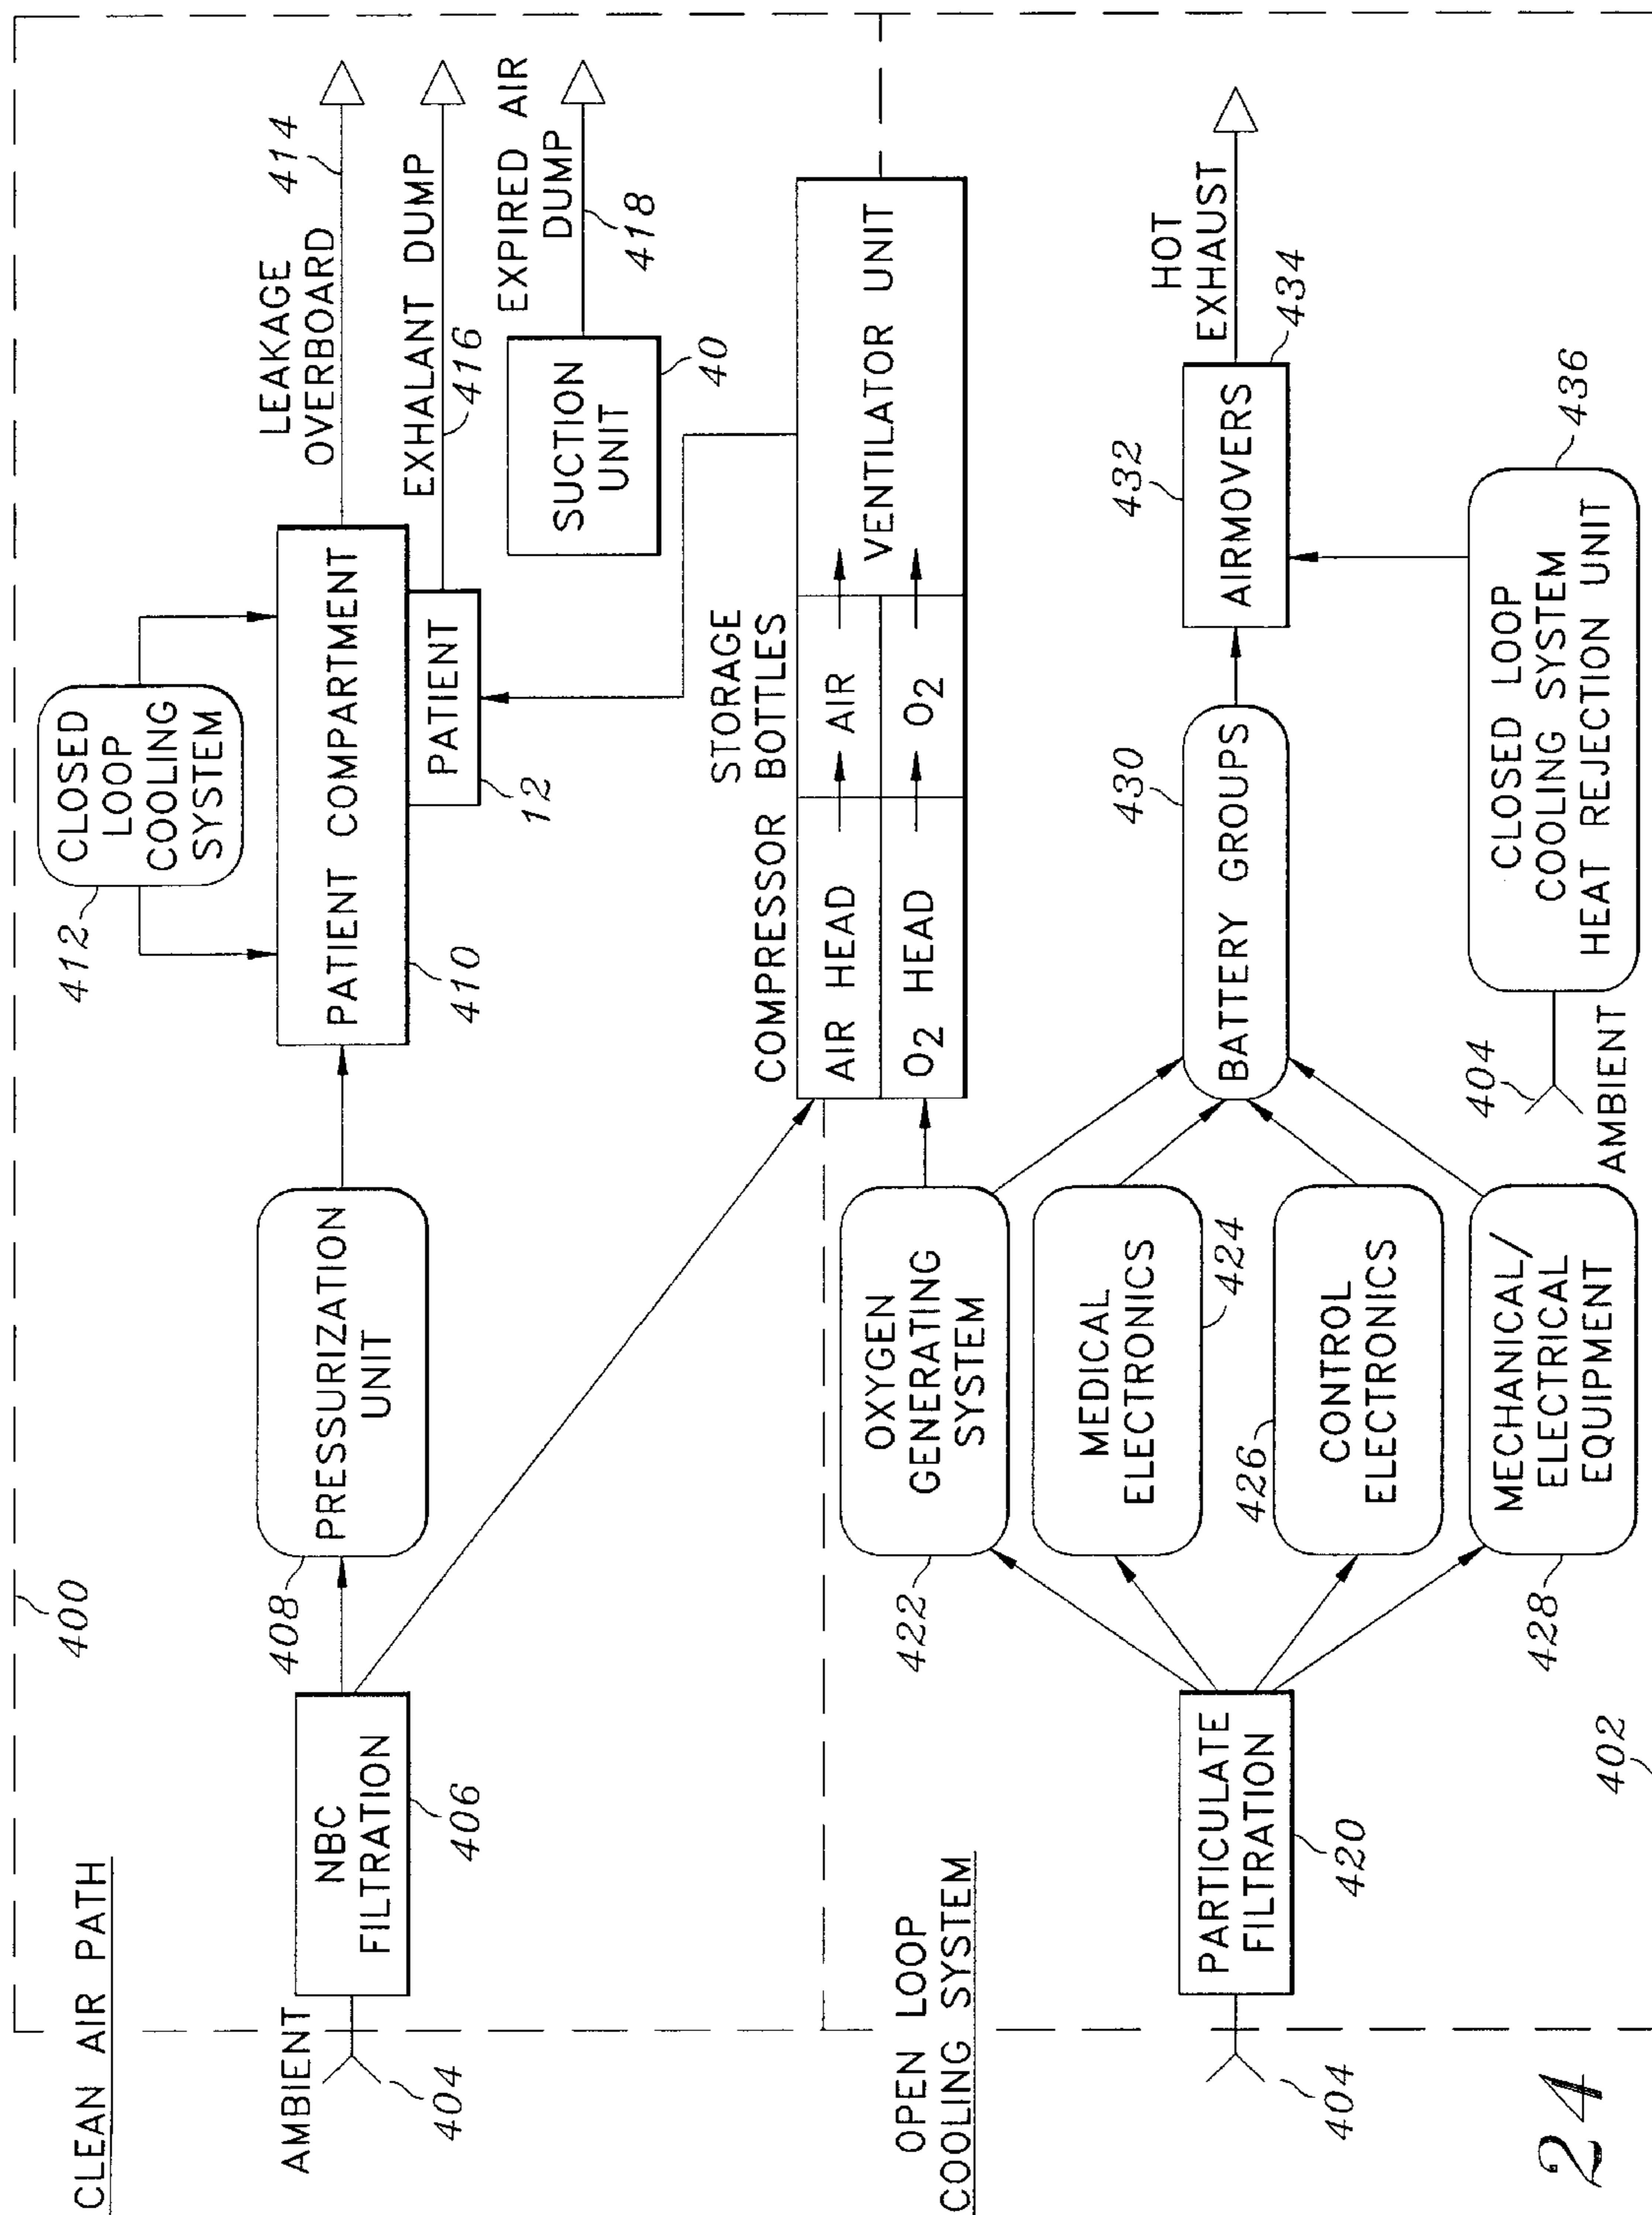 CLEAN AIR PATH
400
AMBIENT
404
NBC
FILTRATION
406
408
PRESSURIZATION
UNIT
412
CLOSED
LOOP
COOLING
SYSTEM
PATIENT COMPARTMENT
410
PATIENT
12
LEAKAGE
OVERBOARD
414
EXHALANT DUMP
416
EXPIRED AIR
DUMP
418
SUCTION
UNIT
40
STORAGE
COMPRESSOR BOTTLES
AIR HEAD
AIR
O2 HEAD
O2
VENTILATOR UNIT
OPEN LOOP
COOLING SYSTEM
404
PARTICULATE
FILTRATION
420
422
OXYGEN
GENERATING
SYSTEM
MEDICAL
ELECTRONICS
424
426
CONTROL
ELECTRONICS
428
MECHANICAL/
ELECTRICAL
EQUIPMENT
430
BATTERY GROUPS
432
AIRMOVERS
434
HOT
EXHAUST
404
AMBIENT
CLOSED LOOP
COOLING SYSTEM
HEAT REJECTION UNIT
436
402
24